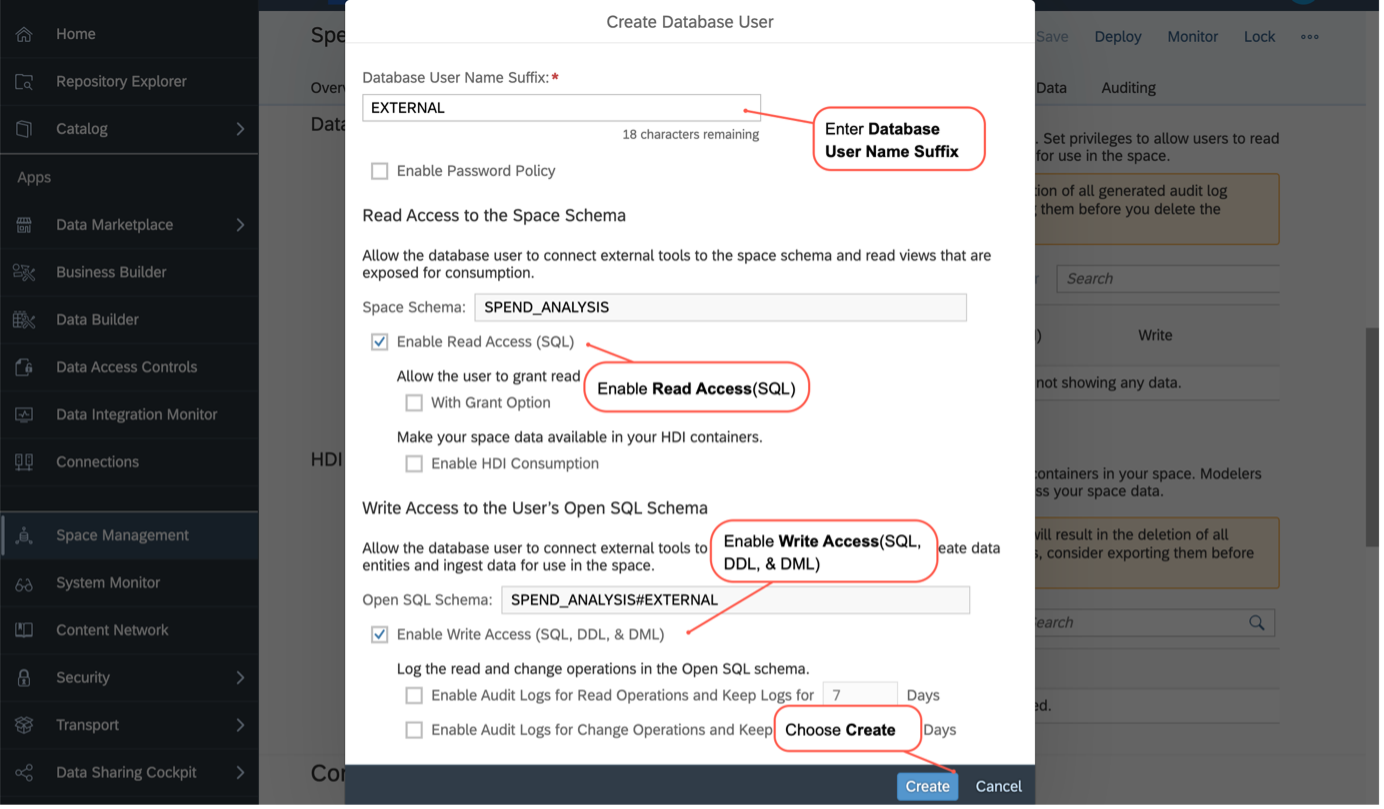 Home
Repository Explorer
Catalog
Apps
Data Marketplace
Business Builder
Data Builder
Data Access Controls
Data Integration Monitor
Connections
Space Management
System Monitor
Content Network
Security
Transport
Data Sharing Cockpit
Create Database User
Database User Name Suffix:*
EXTERNAL
18 characters remaining
Enter Database
User Name Suffix
Enable Password Policy
Read Access to the Space Schema
Allow the database user to connect external tools to the space schema and read views that are
exposed for consumption.
Space Schema: SPEND_ANALYSIS
Enable Read Access (SQL)
Allow the user to grant read
Enable Read Access(SQL)
With Grant Option
Make your space data available in your HDI containers.
Enable HDI Consumption
Write Access to the User's Open SQL Schema
Enable Write Access(SQL,
DDL, & DML)
Allow the database user to connect external tools to eate data
entities and ingest data for use in the space.
Open SQL Schema: SPEND_ANALYSIS#EXTERNAL
Enable Write Access (SQL, DDL, & DML)
Log the read and change operations in the Open SQL schema.
Enable Audit Logs for Read Operations and Keep Logs for 7 Days
Enable Audit Logs for Change Operations and Keep Days
Choose Create
Create Cancel
Spe
Save Deploy Monitor Lock
Over
Data Auditing
Data
. Set privileges to allow users to read
for use in the space.
ion of all generated audit log
them before you delete the
Search
) Write
not showing any data.
HDI
containers in your space. Modelers
ss your space data.
will result in the deletion of all
s, consider exporting them before
earch
ed.
Cor